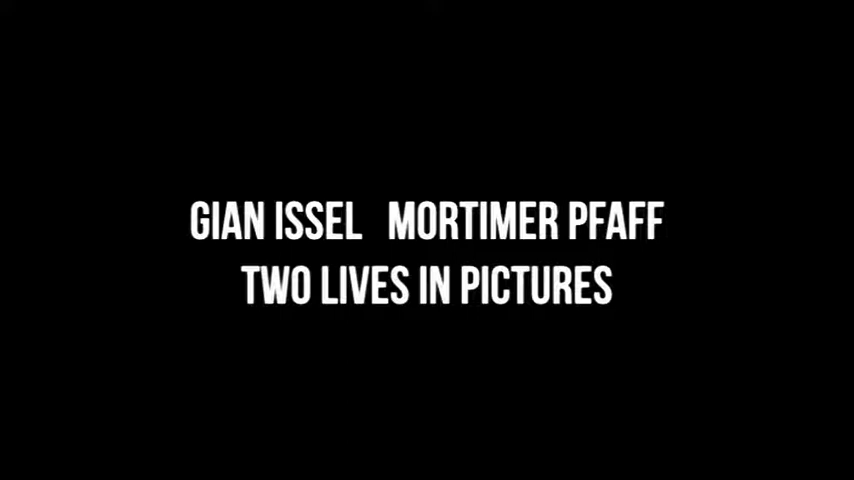 GIAN ISSEL   MORTIMER PFAFF
TWO LIVES IN PICTURES